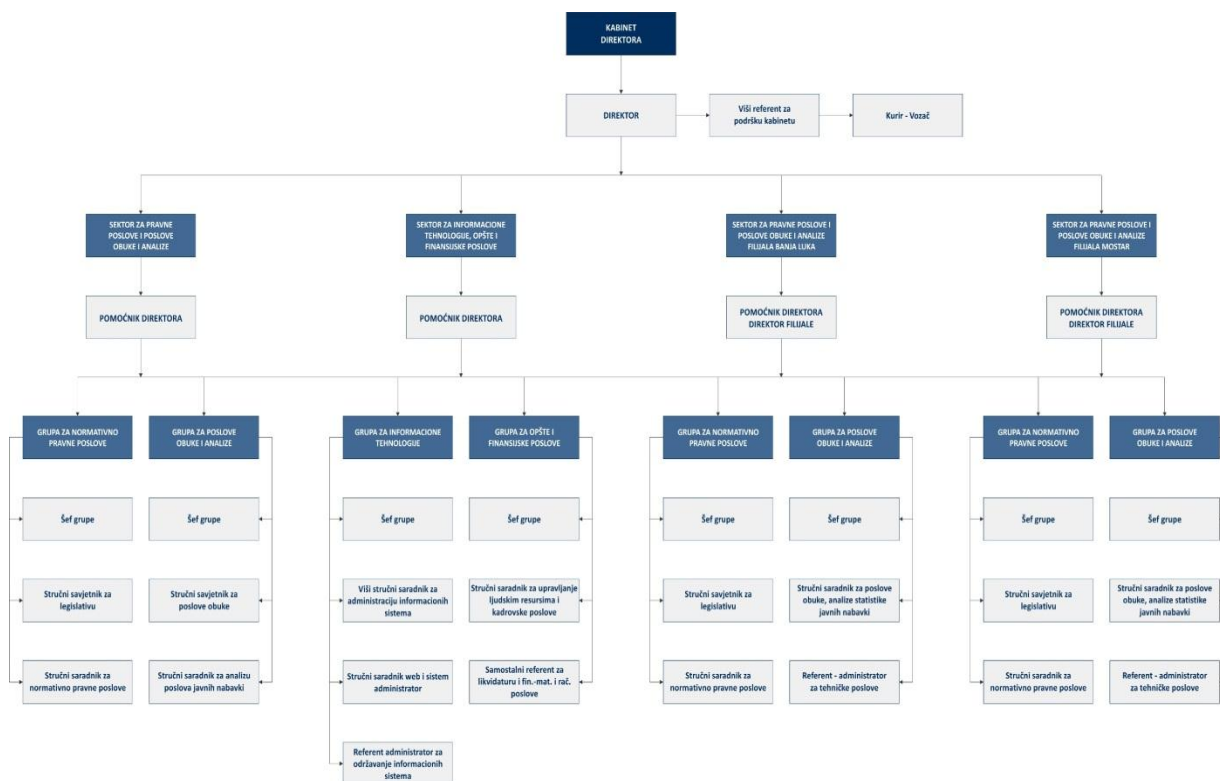 KABINET
DIREKTORA
DIREKTOR
Viši referent za
podršku kabinetu
Kurir - Vozač
SEKTOR ZA PRAVNE
POSLOVE I POSLOVE
OBUKE I ANALIZE
SEKTOR ZA INFORMACIONE
TEHNOLOGUE, OPŠTE I
FINANSIJSKE POSLOVE
SEKTOR ZA PRAVNE POSLOVE I
POSLOVE OBUKE I ANALIZE
FILIJALA BANJA LUKA
SEKTOR ZA PRAVNE POSLOVE I
POSLOVE OBUKE I ANALIZE
FILIJALA MOSTAR
POMOĆNIK DIREKTORA
POMOĆNIK DIREKTORA
POMOĆNIK DIREKTORA
DIREKTOR FILIJALE
POMOĆNIK DIREKTORA
DIREKTOR FILIJALE
GRUPA ZA NORMATIVNO
PRAVNE POSLOVE
GRUPA ZA POSLOVE
OBUKE I ANALIZE
GRUPA ZA INFORMACIONE
TEHNOLOGUE
GRUPA ZA OPŠTE I
FINANSIJSKE POSLOVE
GRUPA ZA NORMATIVNO
PRAVNE POSLOVE
GRUPA ZA POSLOVE
OBUKE I ANALIZE
GRUPA ZA NORMATIVNO
PRAVNE POSLOVE
GRUPA ZA POSLOVE
OBUKE I ANALIZE
Šef grupe
Šef grupe
Šef grupe
Šef grupe
Šef grupe
Šef grupe
Šef grupe
Šef grupe
Stručni savjetnik za
legislativu
Stručni savjetnik za
poslove obuke
Viši stručni saradnik za
administraciju informacionih
sistema
Stručni saradnik za upravljanje
ljudskim resursima i
kadrovske poslove
Stručni savjetnik za
legislativu
Stručni saradnik za poslove
obuke, analize statistike
javnih nabavki
Stručni savjetnik za
legislativu
Stručni saradnik za poslove
obuke, analize statistike
javnih nabavki
Stručni saradnik za
normativno pravne poslove
Stručni saradnik za analizu
poslova javnih nabavki
Stručni saradnik web i sistem
administrator
Samostalni referent za
likvidaturu i fin.-mat. i rač.
poslove
Stručni saradnik za
normativno pravne poslove
Referent - administrator
za tehničke poslove
Stručni saradnik za
normativno pravne poslove
Referent - administrator
za tehničke poslove
Referent administrator za
održavanje informacionih
sistema